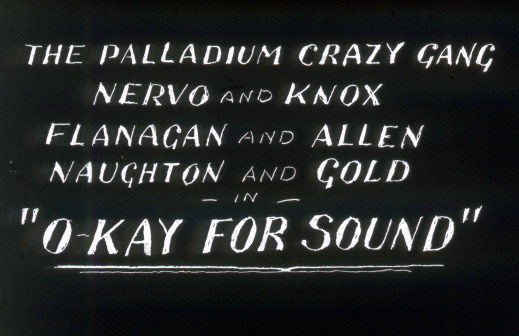 THE PALLADIUM CRAZY GANG
NERVO AND KNOX
FLANAGAN AND ALLEN
NAUGHTON AND GOLD
- IN -
"O-KAY FOR SOUND"